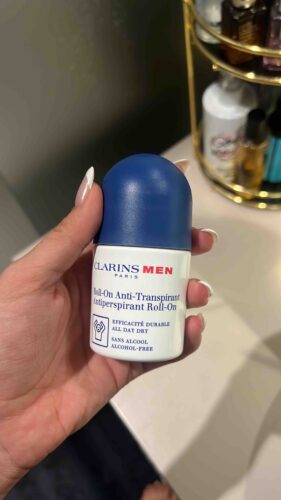 CLARINS MEN
PARIS
Roll-On Anti-Transpirant
Antiperspirant Roll-On
EFFICACITÉ DURABLE
ALL DAY DRY
SANS ALCOOL
ALCOHOL-FREE